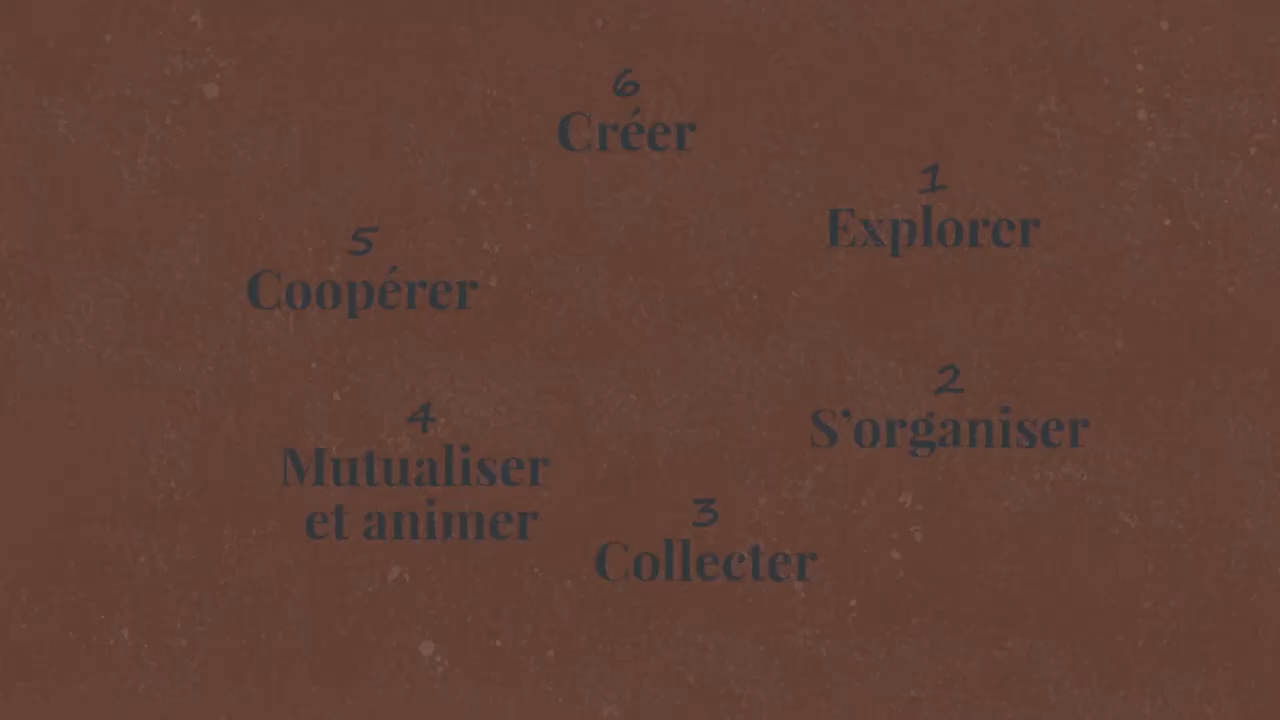 6
Créer
1
Explorer
5
Coopérer
2
S’organiser
4
Mutualiser
et animer
3
Collecter